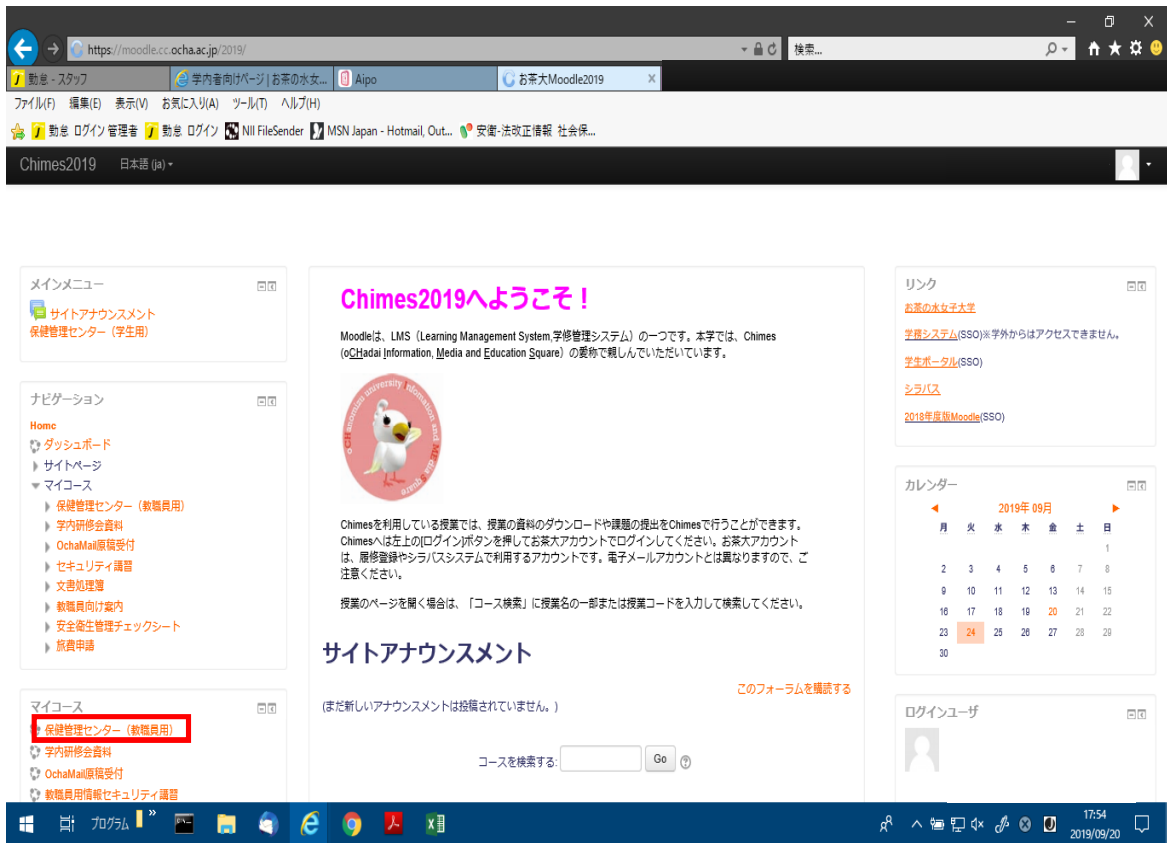 https://moodle.cc.ocha.ac.jp/2019/
検索...
勤怠 - スタッフ
学内者向けページ | お茶の水女...
Aipo
お茶大Moodle2019
ファイル(F) 編集(E) 表示(V) お気に入り(A) ツール(T) ヘルプ(H)
勤怠 ログイン 管理者 勤怠 ログイン NII FileSender MSN Japan - Hotmail, Out... 安衛-法改正情報 社会保...
Chimes2019 日本語 (ja)
メインメニュー
サイトアナウンスメント
保健管理センター（学生用）
ナビゲーション
Home
ダッシュボード
サイトページ
マイコース
保健管理センター（教職員用）
学内研修会資料
OchaMail原稿受付
セキュリティ講習
文書処理簿
教職員向け案内
安全衛生管理チェックシート
旅費申請
マイコース
保健管理センター（教職員用）
学内研修会資料
OchaMail原稿受付
教職員用情報セキュリティ講習
Chimes2019へようこそ！
Moodleは、LMS（Learning Management System,学修管理システム）の一つです。本学では、Chimes
(oCHadai Information, Media and Education Square）の愛称で親しんでいただいています。
Chimesを利用している授業では、授業の資料のダウンロードや課題の提出をChimesで行うことができます。
Chimesへは左上の[ログイン]ボタンを押してお茶大アカウントでログインしてください。お茶大アカウント
は、履修登録やシラバスシステムで利用するアカウントです。電子メールアカウントとは異なりますので、ご
注意ください。
授業のページを開く場合は、「コース検索」に授業名の一部または授業コードを入力して検索してください。
サイトアナウンスメント
このフォーラムを購読する
(まだ新しいアナウンスメントは投稿されていません。)
コースを検索する: Go
リンク
お茶の水女子大学
学務システム(SSO)※学外からはアクセスできません。
学生ポータル(SSO)
シラバス
2018年度版Moodle(SSO)
カレンダー
2019年 09月
月 火 水 木 金 土 日
1
2 3 4 5 6 7 8
9 10 11 12 13 14 15
16 17 18 19 20 21 22
23 24 25 26 27 28 29
30
ログインユーザ
プログラム
17:54
2019/09/20